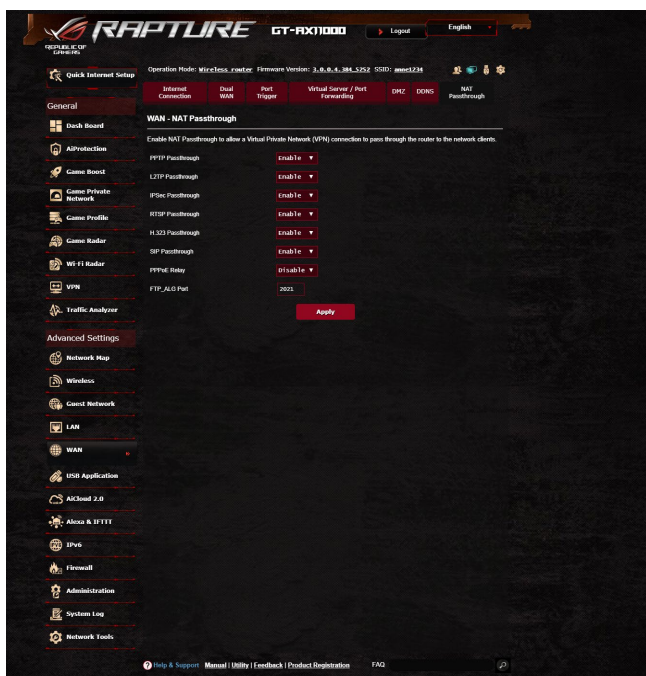 RAPTURE GT-AX11000 Logout English
REPUBLIC OF
GAMERS
Quick Internet Setup
Operation Mode: Wireless router Firmware Version: 3.0.0.4.384_5252 SSID: amne1234
Internet Connection Dual WAN Port Trigger Virtual Server / Port Forwarding DMZ DDNS NAT Passthrough
General
Dash Board
AiProtection
Game Boost
Game Private
Network
Game Profile
Game Radar
Wi-Fi Radar
VPN
Traffic Analyzer
Advanced Settings
Network Map
Wireless
Guest Network
LAN
WAN
USB Application
AiCloud 2.0
Alexa & IFTTT
IPv6
Firewall
Administration
System Log
Network Tools
WAN - NAT Passthrough
Enable NAT Passthrough to allow a Virtual Private Network (VPN) connection to pass through the router to the network clients.
PPTP Passthrough Enable
L2TP Passthrough Enable
IPSec Passthrough Enable
RTSP Passthrough Enable
H.323 Passthrough Enable
SIP Passthrough Enable
PPPoE Relay Disable
FTP_ALG Port 2021
Apply
Help & Support Manual | Utility | Feedback | Product Registration FAQ